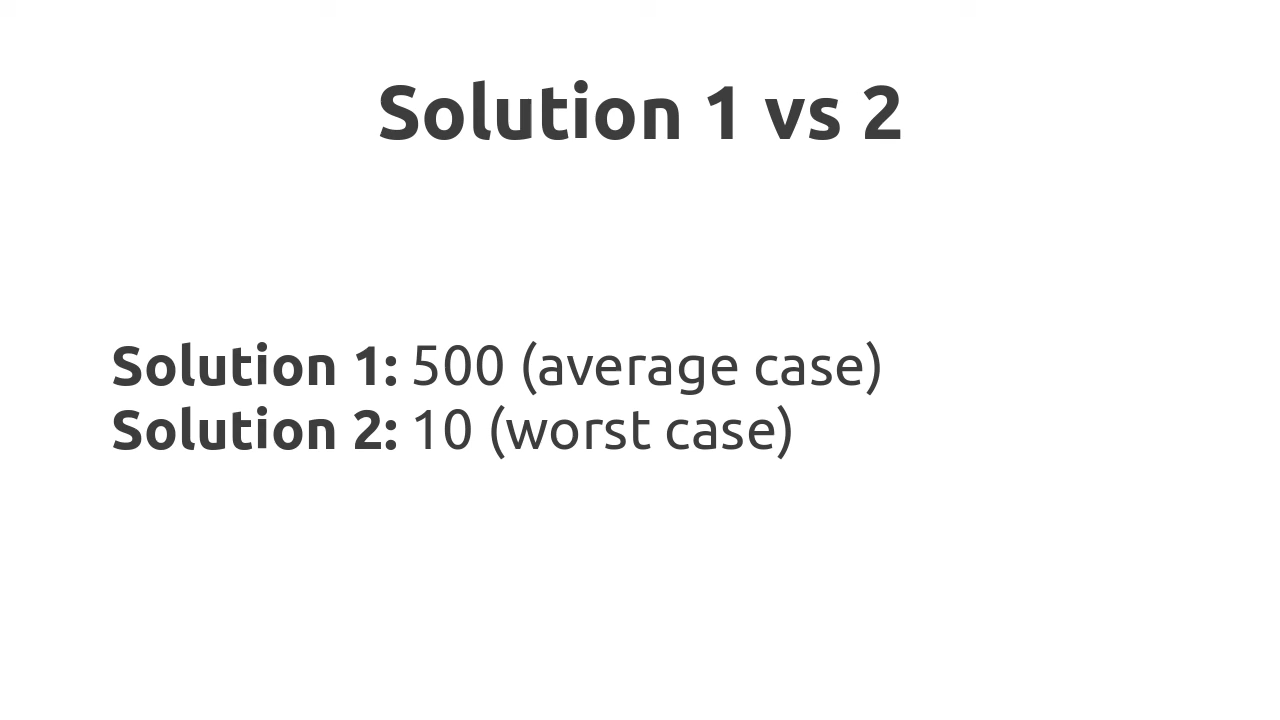 Solution 1 vs 2
Solution 1: 500 (average case)
Solution 2: 10 (worst case)